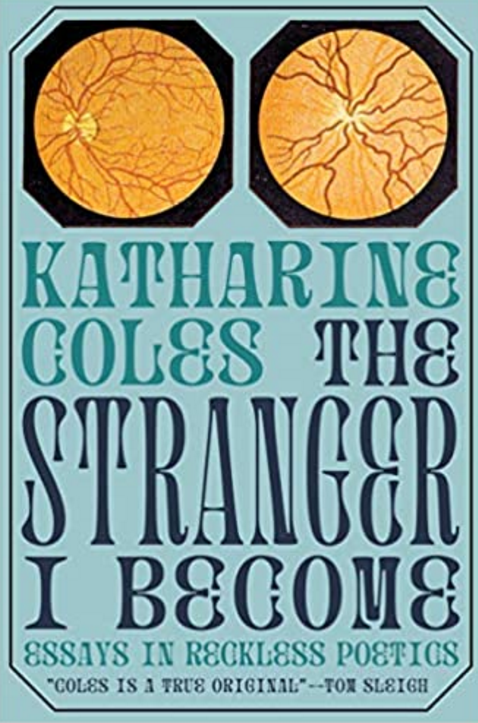 KATHARINE
COLES THE
STRANGER
I BECOME
ESSAYS IN RECKLESS POETICS
"COLES IS A TRUE ORIGINAL"--TOM SLEIGH